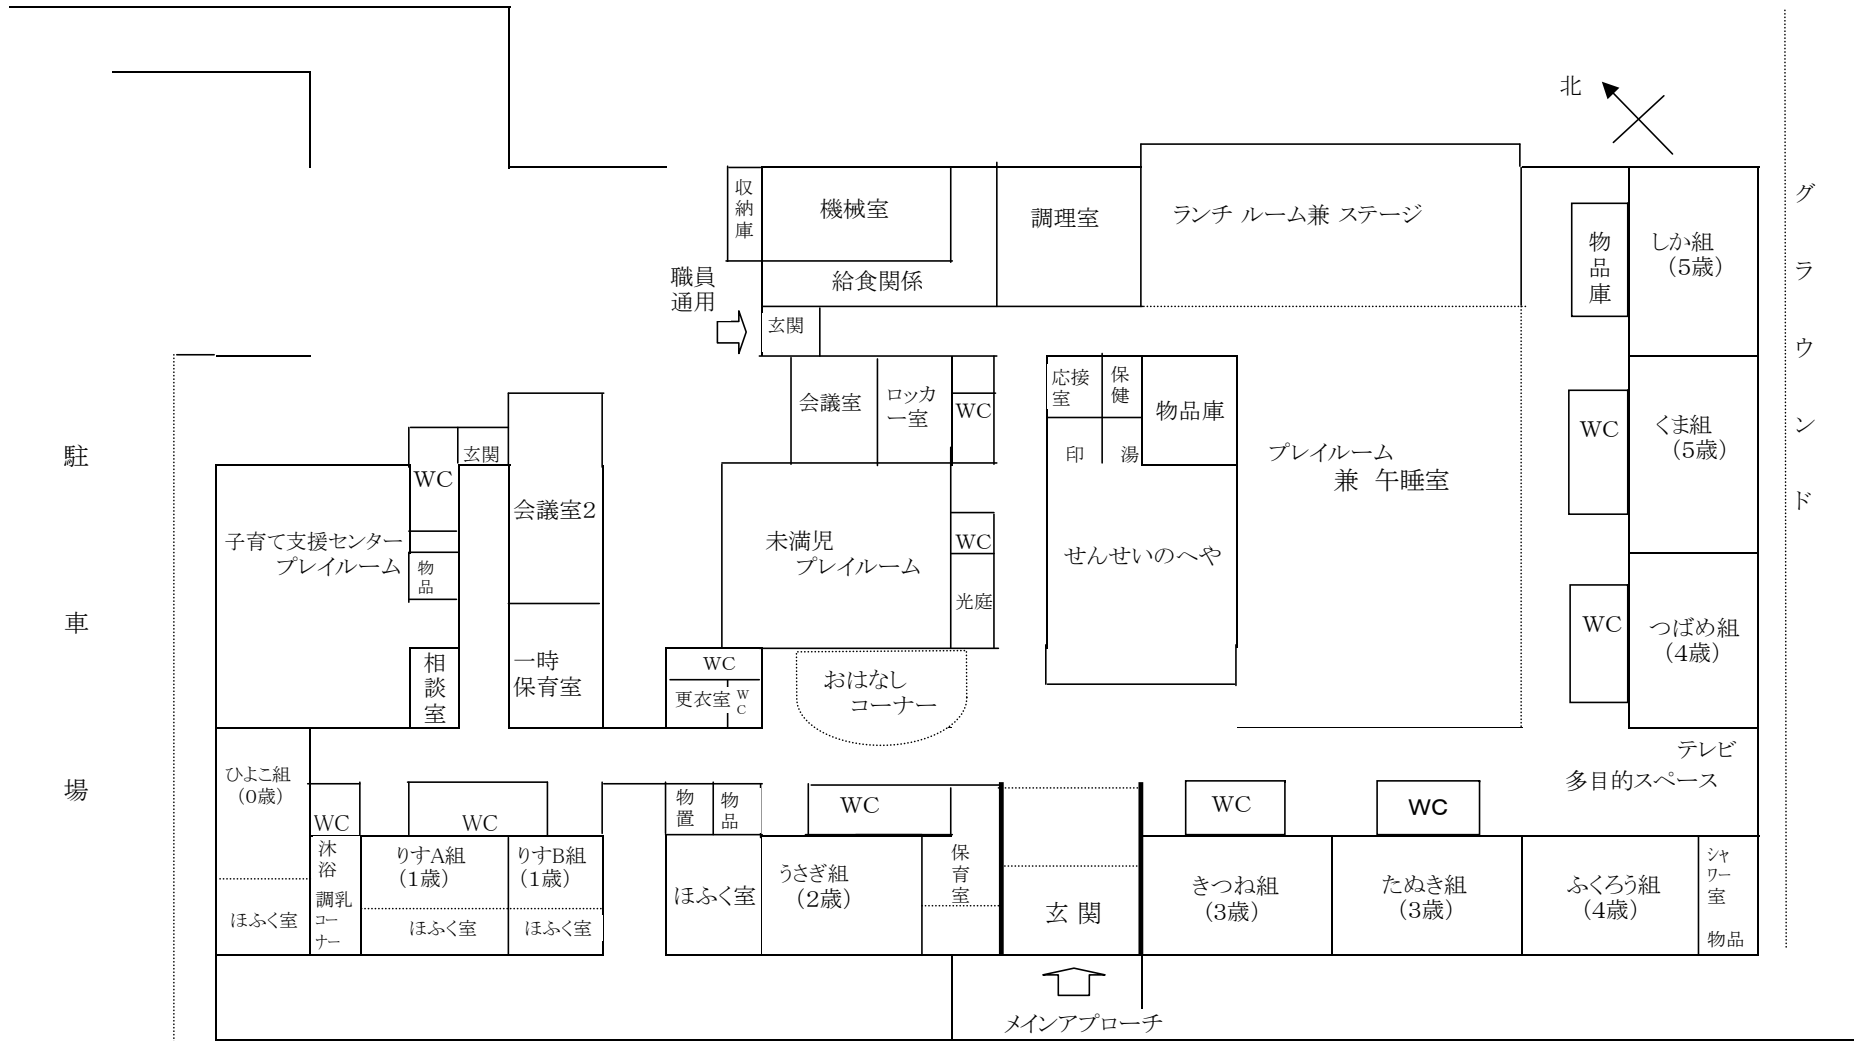 北
グラウンド
収納庫
機械室
調理室
ランチ ルーム兼 ステージ
物品庫
しか組
（5歳）
給食関係
職員
通用
玄関
会議室
ロッカ
ー室
WC
応接
室
保健
物品庫
印
湯
プレイルーム
兼 午睡室
WC
くま組
（5歳）
駐車場
玄関
WC
会議室2
子育て支援センター
プレイルーム
物品
未満児
プレイルーム
WC
光庭
せんせいのへや
WC
つばめ組
（4歳）
相談室
一時
保育室
WC
更衣室
WC
おはなし
コーナー
テレビ
多目的スペース
ひよこ組
（0歳）
WC
WC
物置
物品
WC
WC
WC
沐浴
調乳
コー
ナー
りすA組
（1歳）
りすB組
（1歳）
ほふく室
ほふく室
ほふく室
ほふく室
うさぎ組
（2歳）
保育室
玄 関
きつね組
（3歳）
たぬき組
（3歳）
ふくろう組
（4歳）
シャ
ワー
室
物品
メインアプローチ